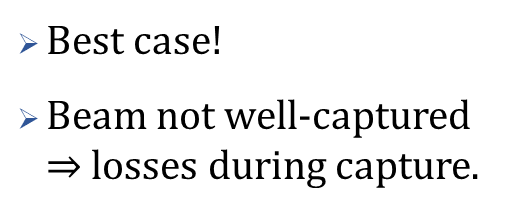 ➢ Best case!
➢ Beam not well-captured
⇒ losses during capture.